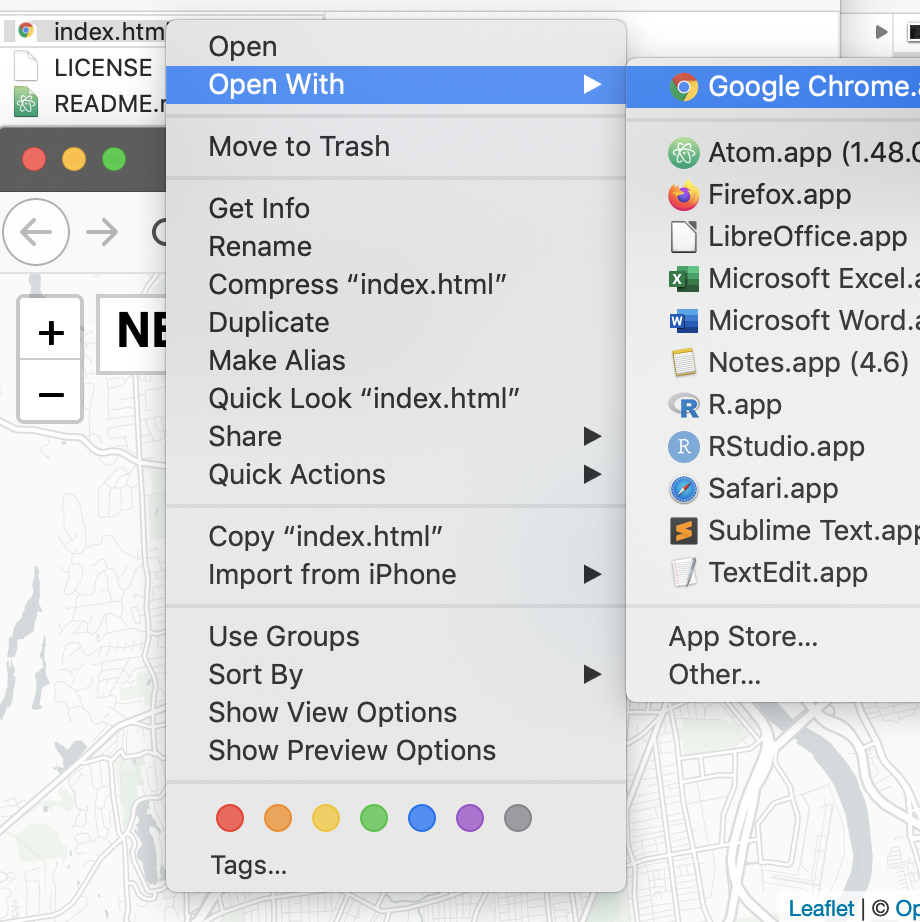 index.htm
LICENSE
README.
Open
Open With
Move to Trash
Get Info
Rename
Compress “index.html”
Duplicate
Make Alias
Quick Look “index.html”
Share
Quick Actions
Copy “index.html”
Import from iPhone
Use Groups
Sort By
Show View Options
Show Preview Options
Tags...
Google Chrome.a
Atom.app (1.48.0
Firefox.app
LibreOffice.app
Microsoft Excel.a
Microsoft Word.a
Notes.app (4.6)
R.app
RStudio.app
Safari.app
Sublime Text.app
TextEdit.app
App Store...
Other...
+
NE
−
Leaflet | © Op